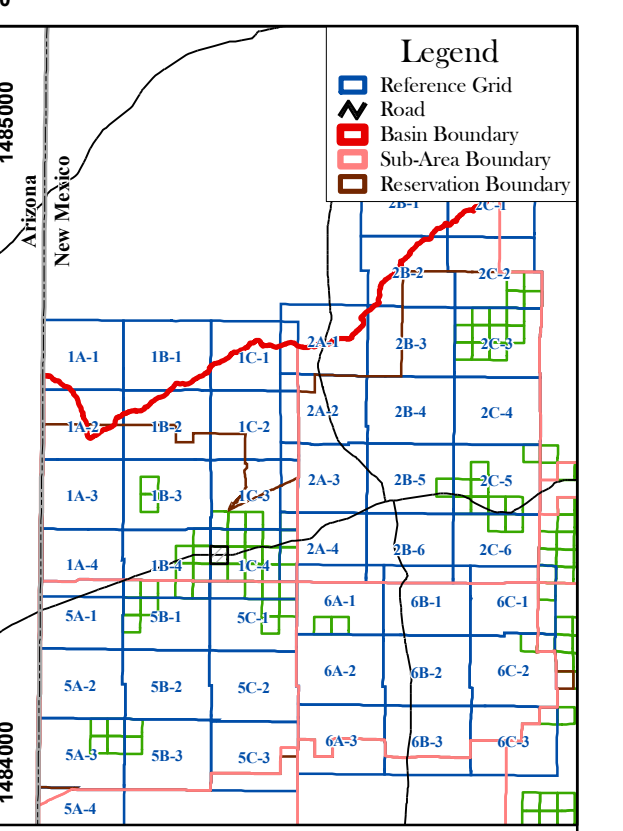 Legend
Reference Grid
Road
Basin Boundary
Sub-Area Boundary
Reservation Boundary
1485000
Arizona
New Mexico
2B-1 2C-1
2B-2 2C-2
2A-1 2B-3 2C-3
1A-1 1B-1 1C-1
2A-2 2B-4 2C-4
1A-2 1B-2 1C-2
2A-3 2B-5 2C-5
1A-3 1B-3 1C-3
2A-4 2B-6 2C-6
1A-4 1B-4 1C-4
6A-1 6B-1 6C-1
5A-1 5B-1 5C-1
6A-2 6B-2 6C-2
5A-2 5B-2 5C-2
6A-3 6B-3 6C-3
5A-3 5B-3 5C-3
1484000
5A-4